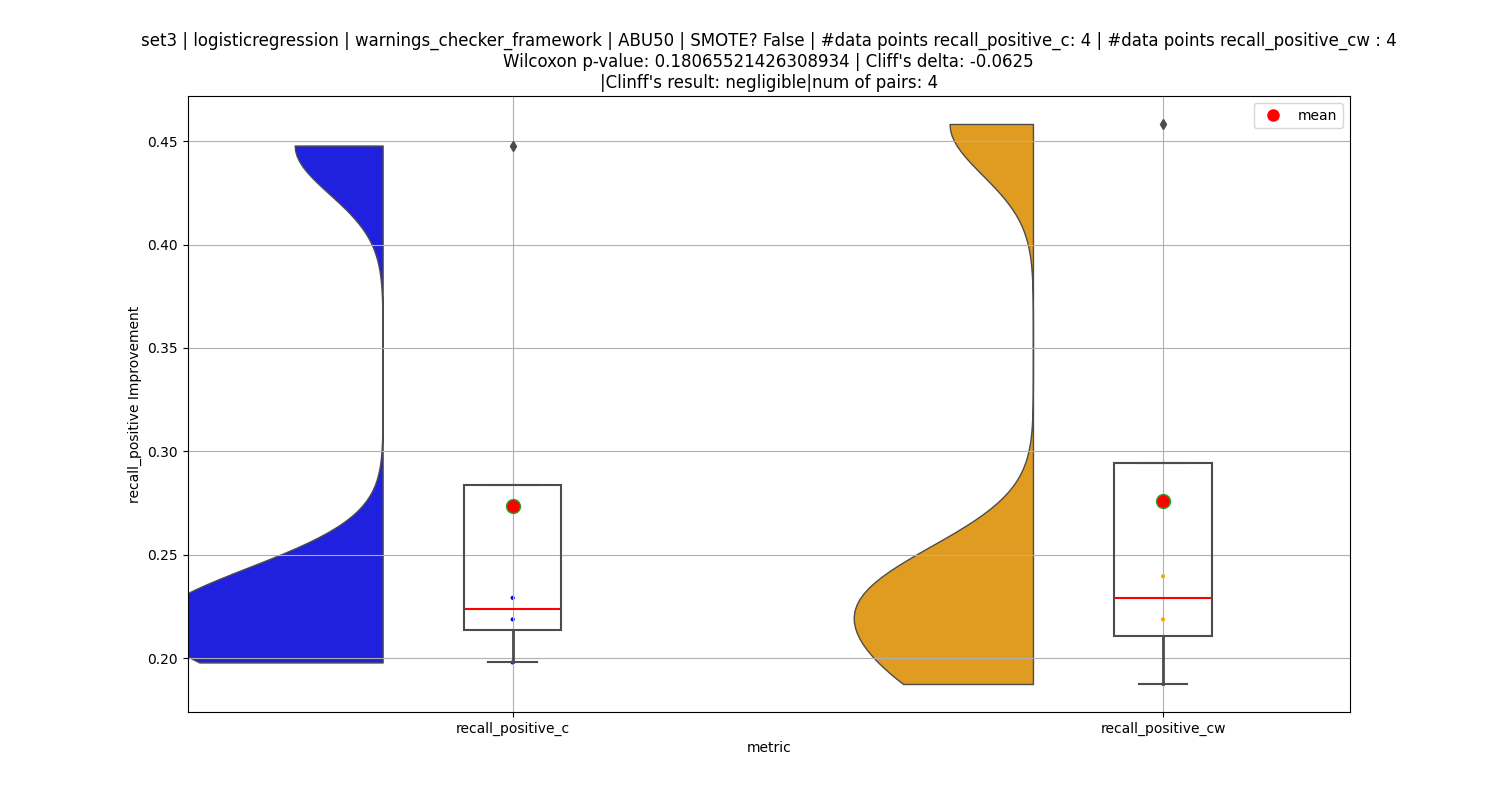 set3 | logisticregression | warnings_checker_framework | ABU50 | SMOTE? False | #data points recall_positive_c: 4 | #data points recall_positive_cw : 4
Wilcoxon p-value: 0.18065521426308934 | Cliff's delta: -0.0625
|Clinff's result: negligible|num of pairs: 4
mean
0.45
0.40
0.35
0.30
0.25
0.20
recall_positive Improvement
recall_positive_c
recall_positive_cw
metric